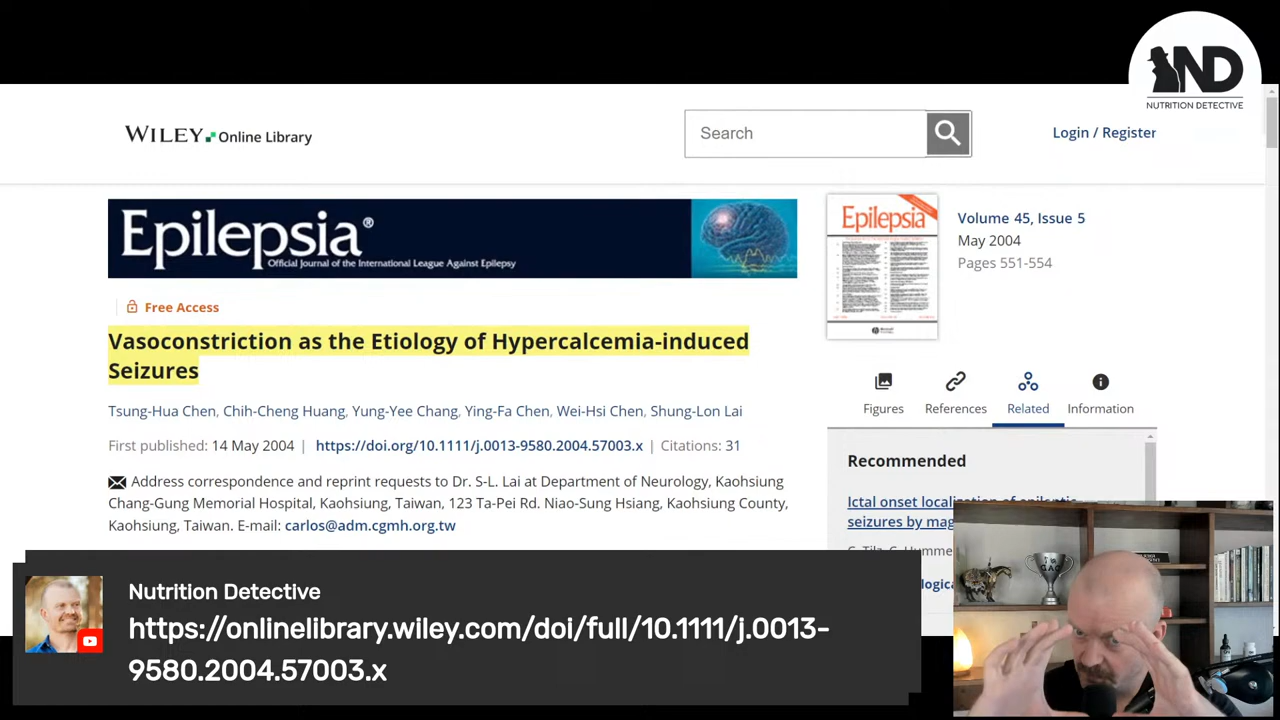 ND
NUTRITION DETECTIVE
WILEY Online Library
Search
Login / Register
Epilepsia®
Official Journal of the International League Against Epilepsy
Epilepsia
Volume 45, Issue 5
May 2004
Pages 551-554
Free Access
Vasoconstriction as the Etiology of Hypercalcemia-induced
Seizures
Tsung-Hua Chen, Chih-Cheng Huang, Yung-Yee Chang, Ying-Fa Chen, Wei-Hsi Chen, Shung-Lon Lai
First published: 14 May 2004 | https://doi.org/10.1111/j.0013-9580.2004.57003.x | Citations: 31
Address correspondence and reprint requests to Dr. S-L. Lai at Department of Neurology, Kaohsiung
Chang-Gung Memorial Hospital, Kaohsiung, Taiwan, 123 Ta-Pei Rd. Niao-Sung Hsiang, Kaohsiung County,
Kaohsiung, Taiwan. E-mail: carlos@adm.cgmh.org.tw
Figures
References
Related
Information
Recommended
Ictal onset localization of epileptic
seizures by mag
Nutrition Detective
https://onlinelibrary.wiley.com/doi/full/10.1111/j.0013-
9580.2004.57003.x